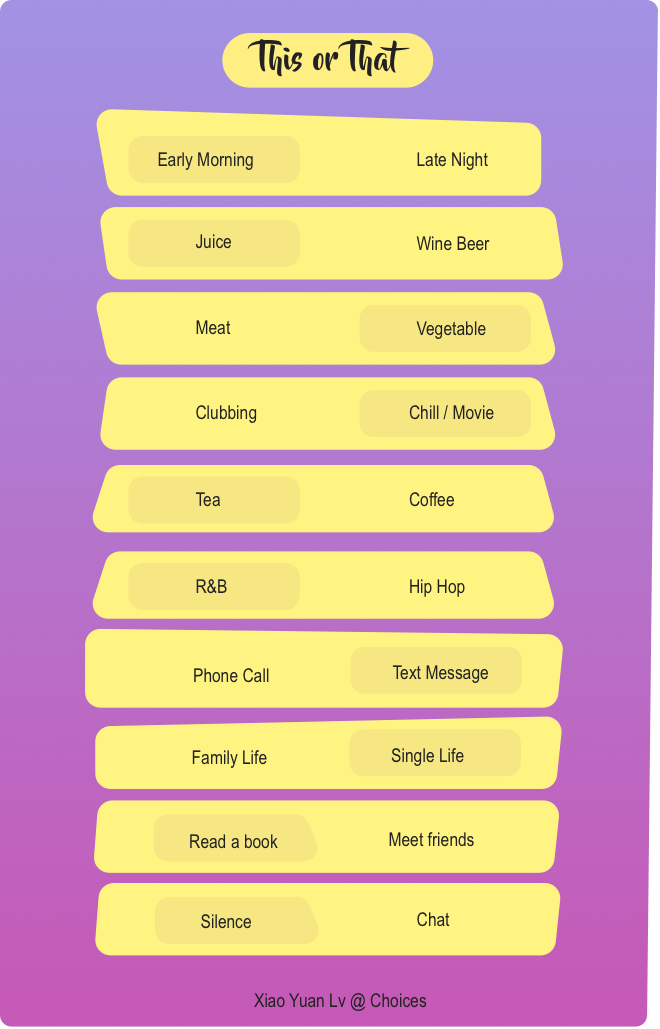 This or That
Early Morning Late Night
Juice Wine Beer
Meat Vegetable
Clubbing Chill / Movie
Tea Coffee
R&B Hip Hop
Phone Call Text Message
Family Life Single Life
Read a book Meet friends
Silence Chat
Xiao Yuan Lv @ Choices